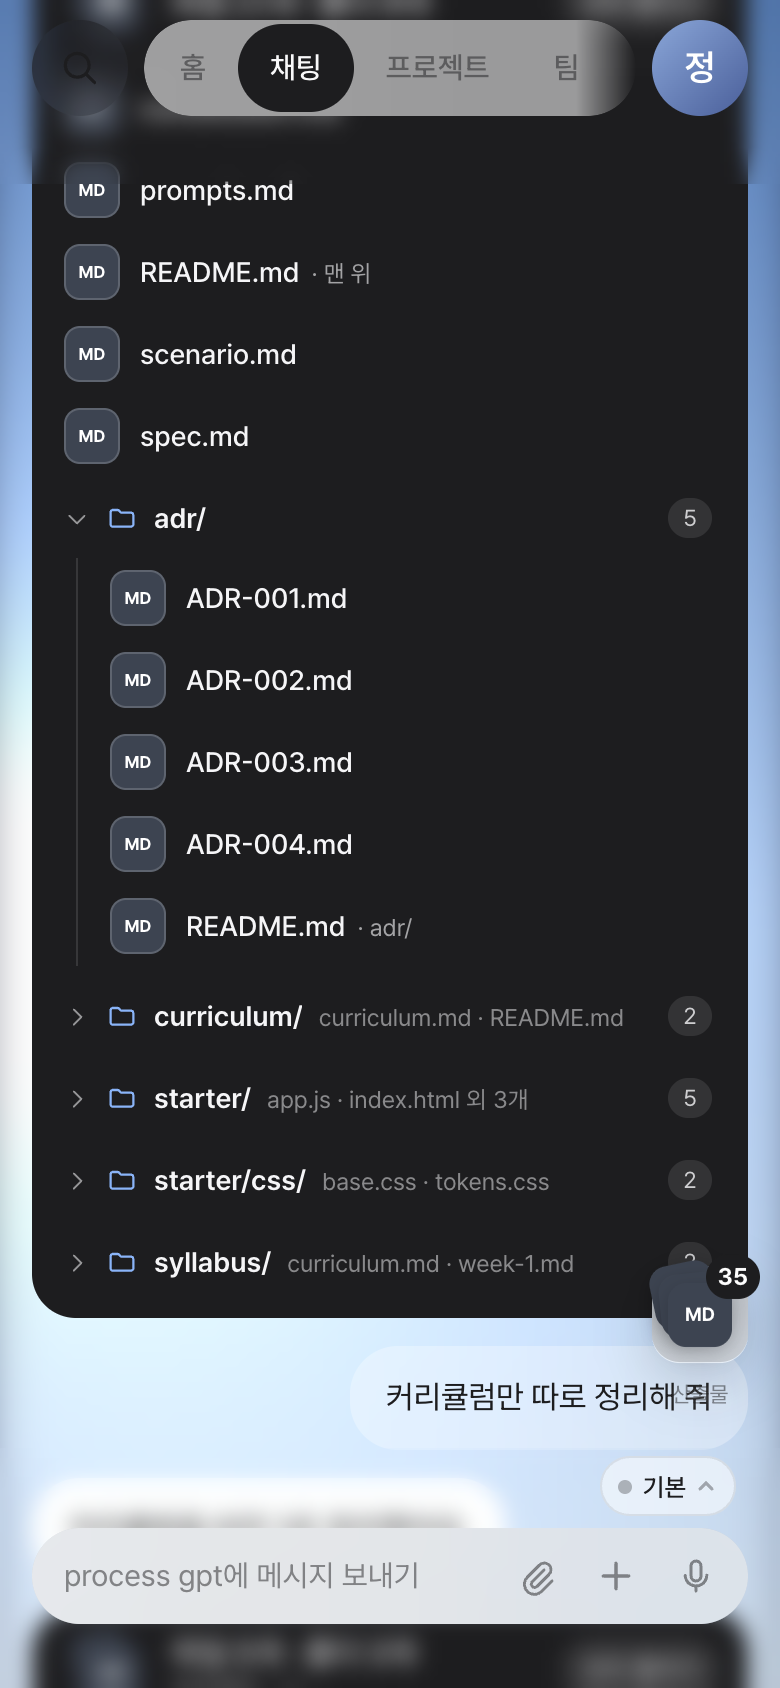 홈 채팅 프로젝트 팀 정
MD prompts.md
MD README.md · 맨 위
MD scenario.md
MD spec.md
adr/ 5
MD ADR-001.md
MD ADR-002.md
MD ADR-003.md
MD ADR-004.md
MD README.md · adr/
curriculum/ curriculum.md · README.md 2
starter/ app.js · index.html 외 3개 5
starter/css/ base.css · tokens.css 2
syllabus/ curriculum.md · week-1.md
35
MD
커리큘럼만 따로 정리해 줘
기본
process gpt에 메시지 보내기